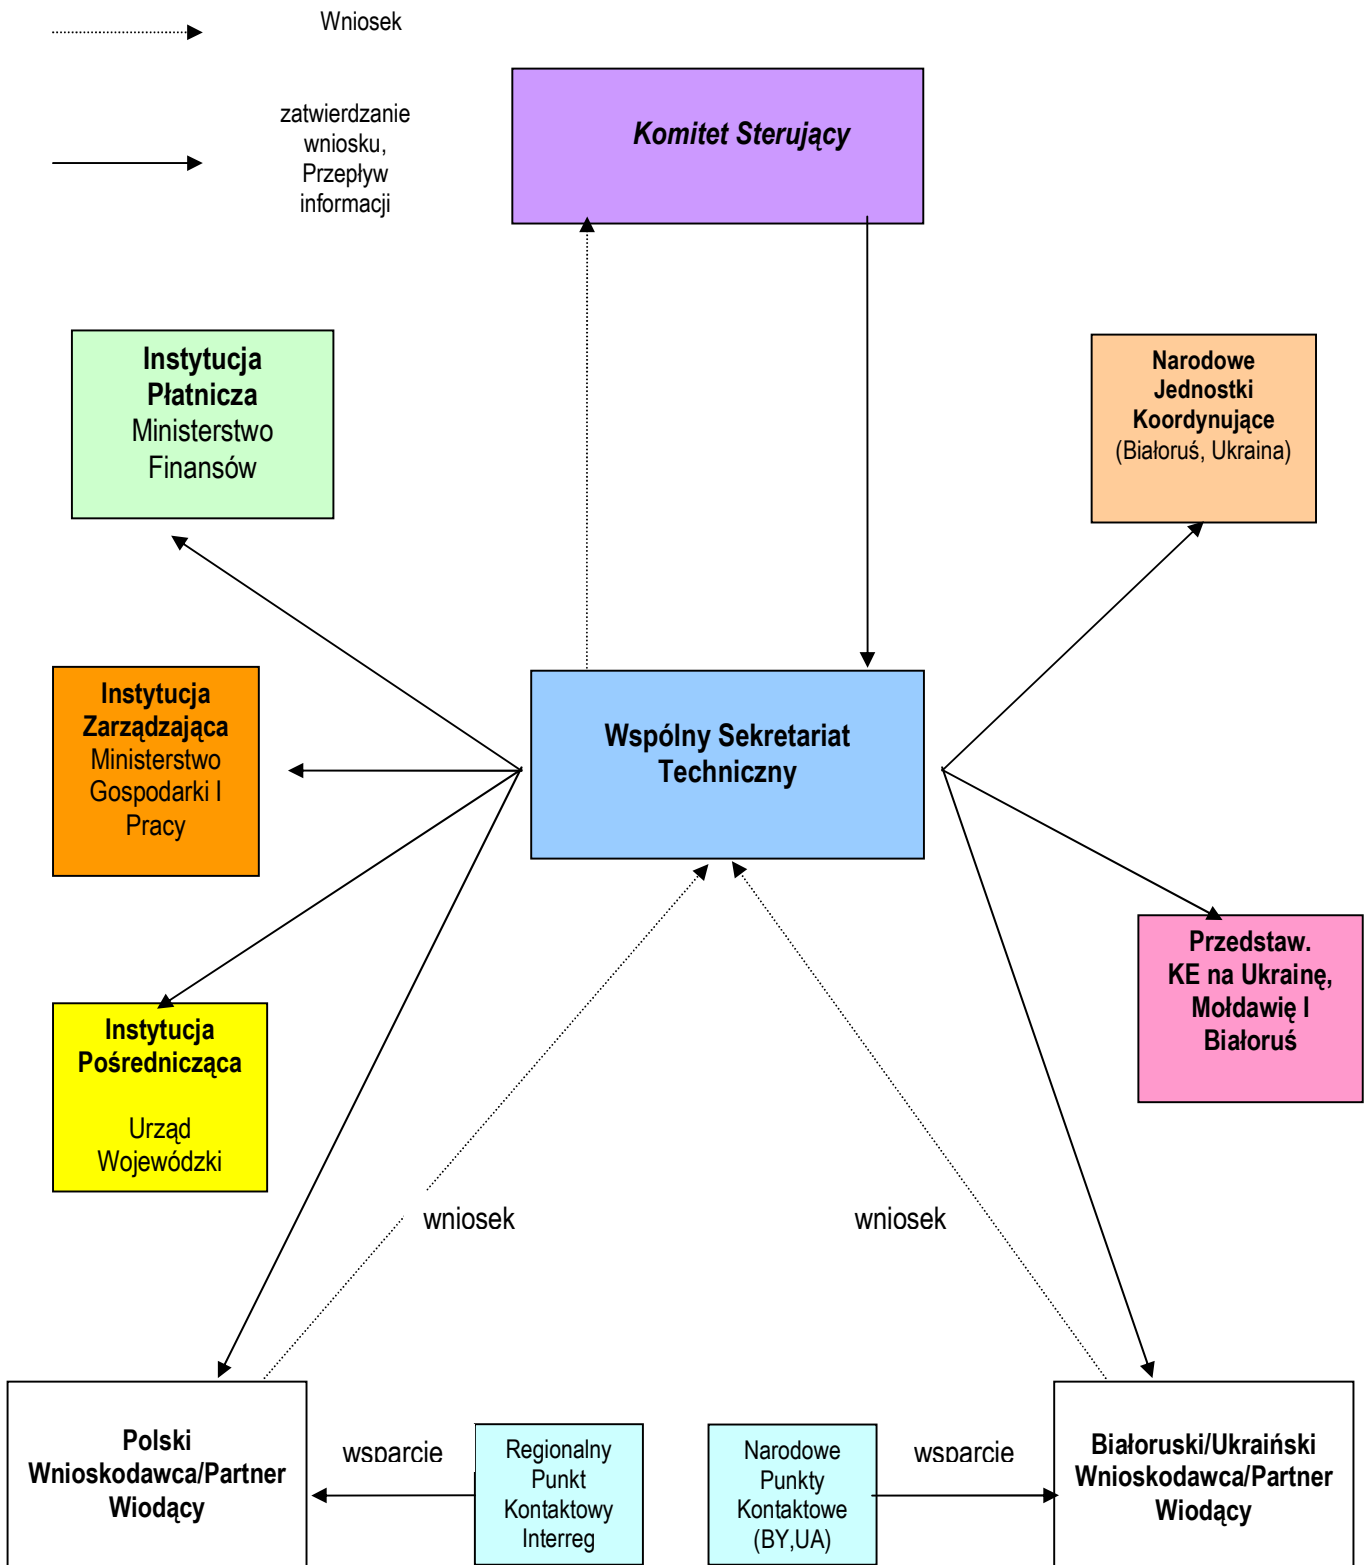 Wniosek
zatwierdzanie
wniosku,
Przepływ
informacji
Komitet Sterujący
Instytucja
Płatnicza
Ministerstwo
Finansów
Narodowe
Jednostki
Koordynujące
(Białoruś, Ukraina)
Instytucja
Zarządzająca
Ministerstwo
Gospodarki I
Pracy
Wspólny Sekretariat
Techniczny
Przedstaw.
KE na Ukrainę,
Mołdawię I
Białoruś
Instytucja
Pośrednicząca
Urząd
Wojewódzki
wniosek
wniosek
Polski
Wnioskodawca/Partner
Wiodący
wsparcie
Regionalny
Punkt
Kontaktowy
Interreg
Narodowe
Punkty
Kontaktowe
(BY,UA)
wsparcie
Białoruski/Ukraiński
Wnioskodawca/Partner
Wiodący